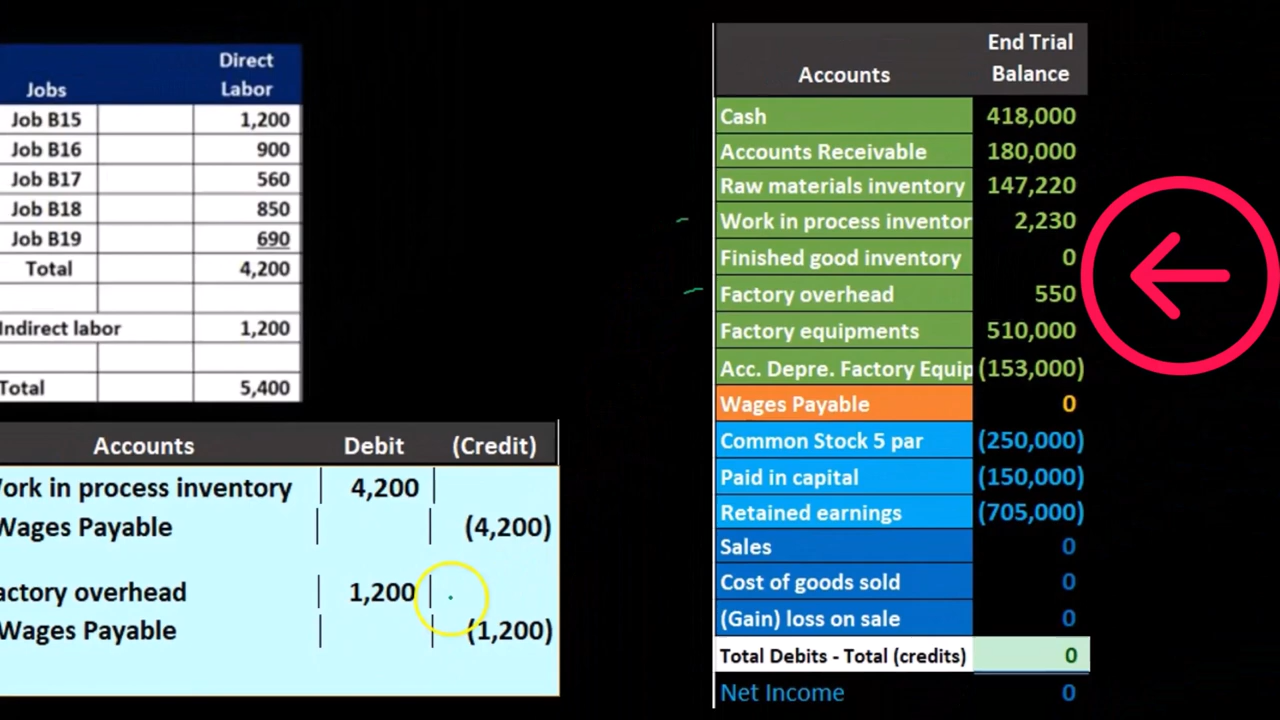 Direct
Jobs Labor
Job B15 1,200
Job B16 900
Job B17 560
Job B18 850
Job B19 690
Total 4,200
Indirect labor 1,200
Total 5,400
Accounts Debit (Credit)
ork in process inventory 4,200
Wages Payable (4,200)
actory overhead 1,200
Wages Payable (1,200)
End Trial
Accounts Balance
Cash 418,000
Accounts Receivable 180,000
Raw materials inventory 147,220
Work in process inventor 2,230
Finished good inventory 0
Factory overhead 550
Factory equipments 510,000
Acc. Depre. Factory Equip (153,000)
Wages Payable 0
Common Stock 5 par (250,000)
Paid in capital (150,000)
Retained earnings (705,000)
Sales 0
Cost of goods sold 0
(Gain) loss on sale 0
Total Debits - Total (credits) 0
Net Income 0